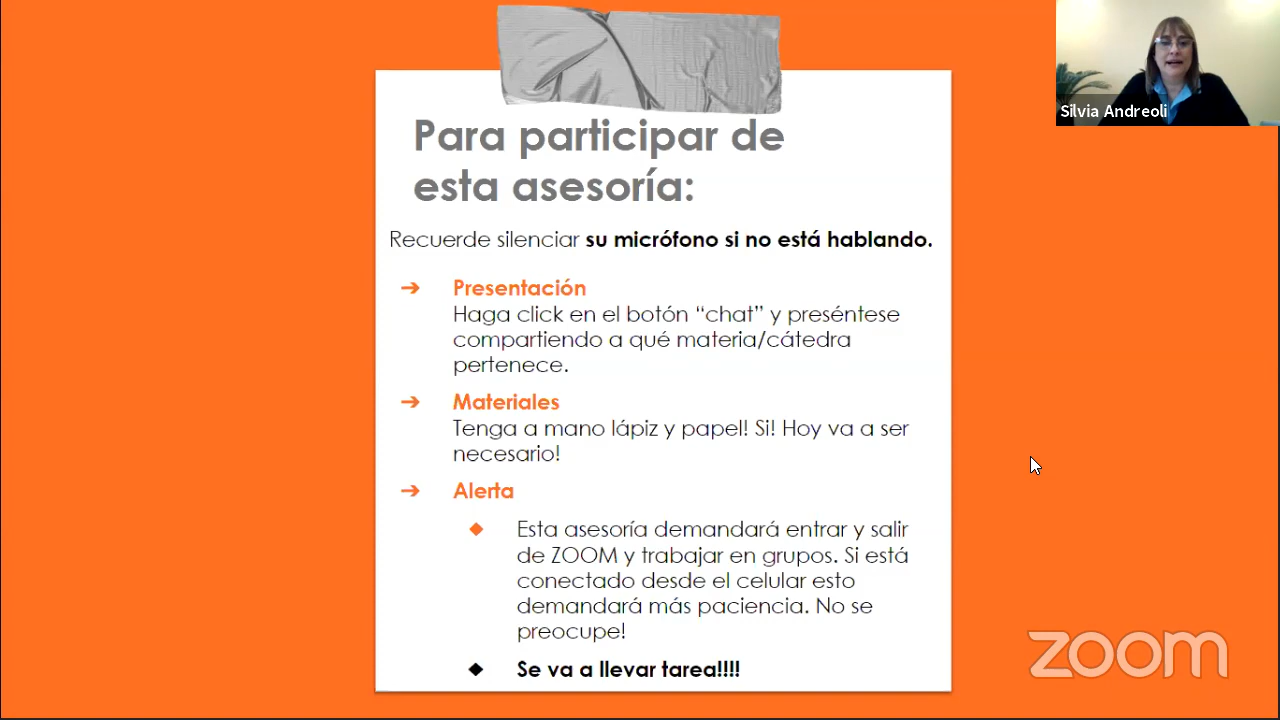 Silvia Andreoli
Para participar de
esta asesoría:
Recuerde silenciar su micrófono si no está hablando.
➔ Presentación
Haga click en el botón “chat” y preséntese
compartiendo a qué materia/cátedra
pertenece.
➔ Materiales
Tenga a mano lápiz y papel! Si! Hoy va a ser
necesario!
➔ Alerta
◆ Esta asesoría demandará entrar y salir
de ZOOM y trabajar en grupos. Si está
conectado desde el celular esto
demandará más paciencia. No se
preocupe!
◆ Se va a llevar tarea!!!!
zoom